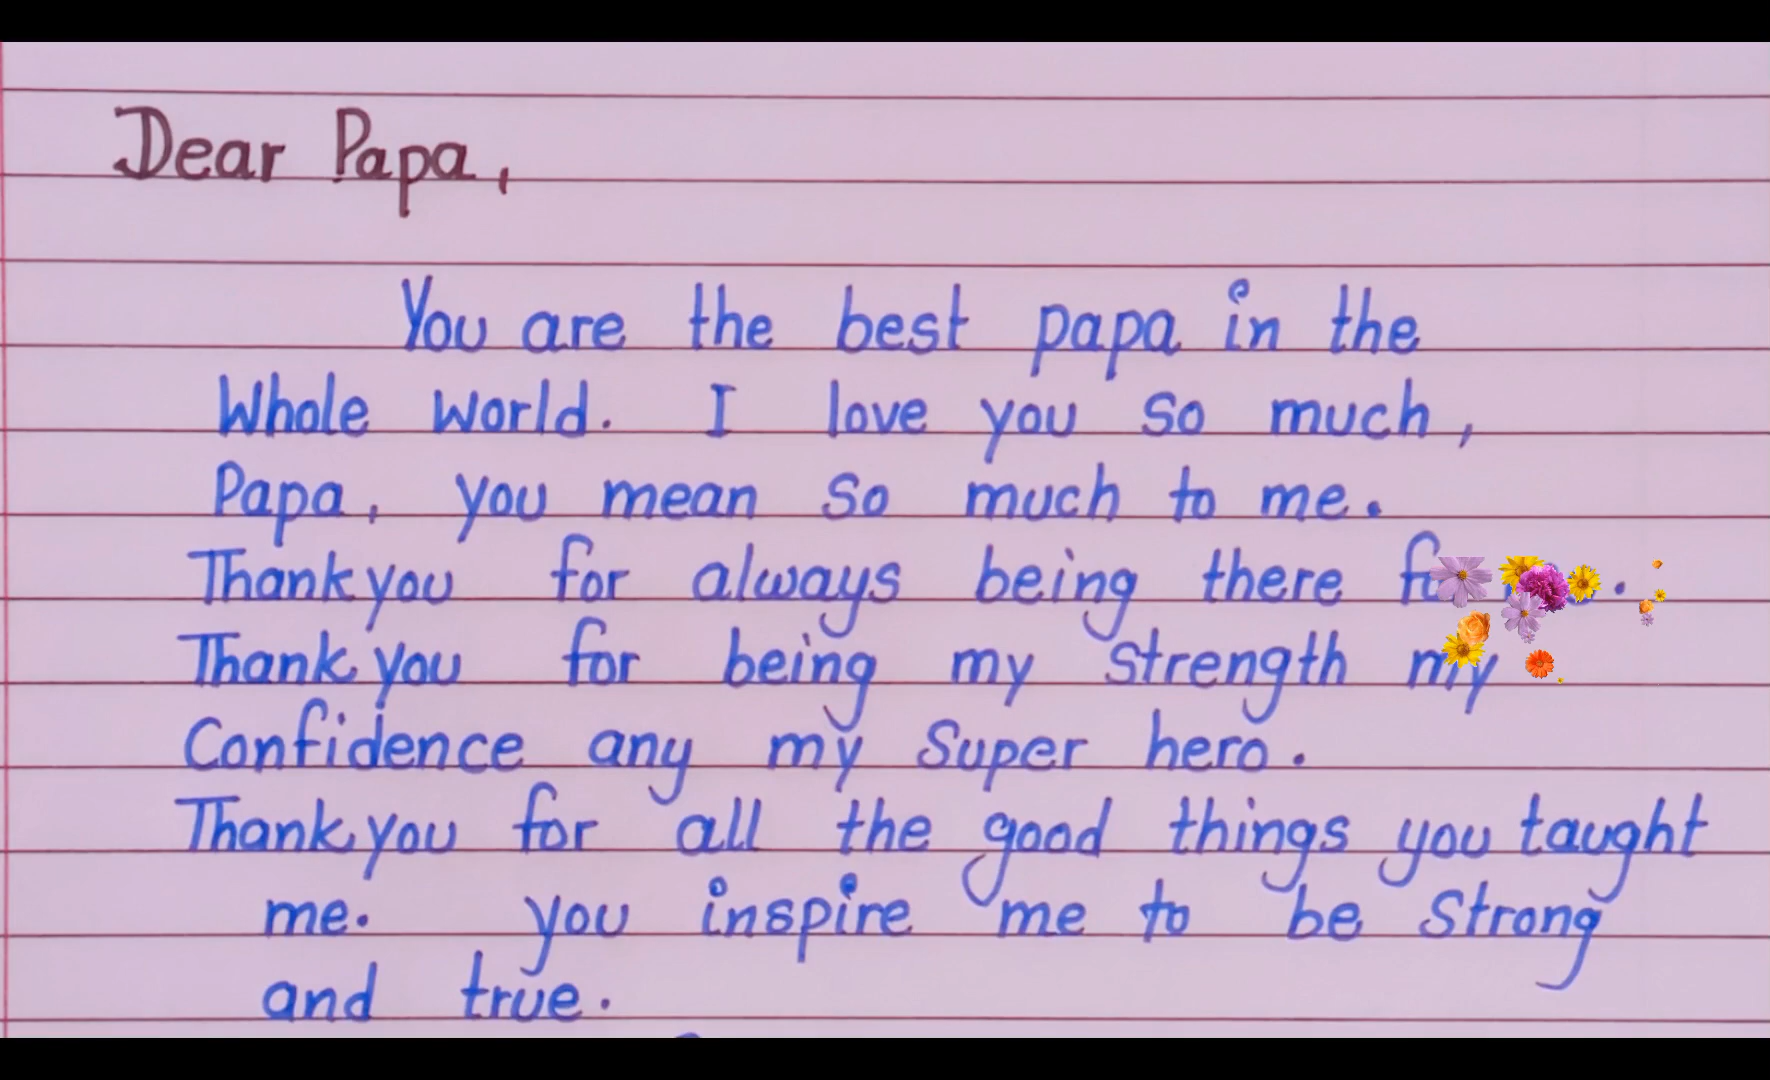 Dear Papa,
You are the best papa in the
Whole world. I love you so much,
Papa, you mean so much to me.
Thank you for always being there
Thank you for being my strength my
Confidence any my Super hero.
Thank you for all the good things you taught
me. you inspire me to be strong
and true.